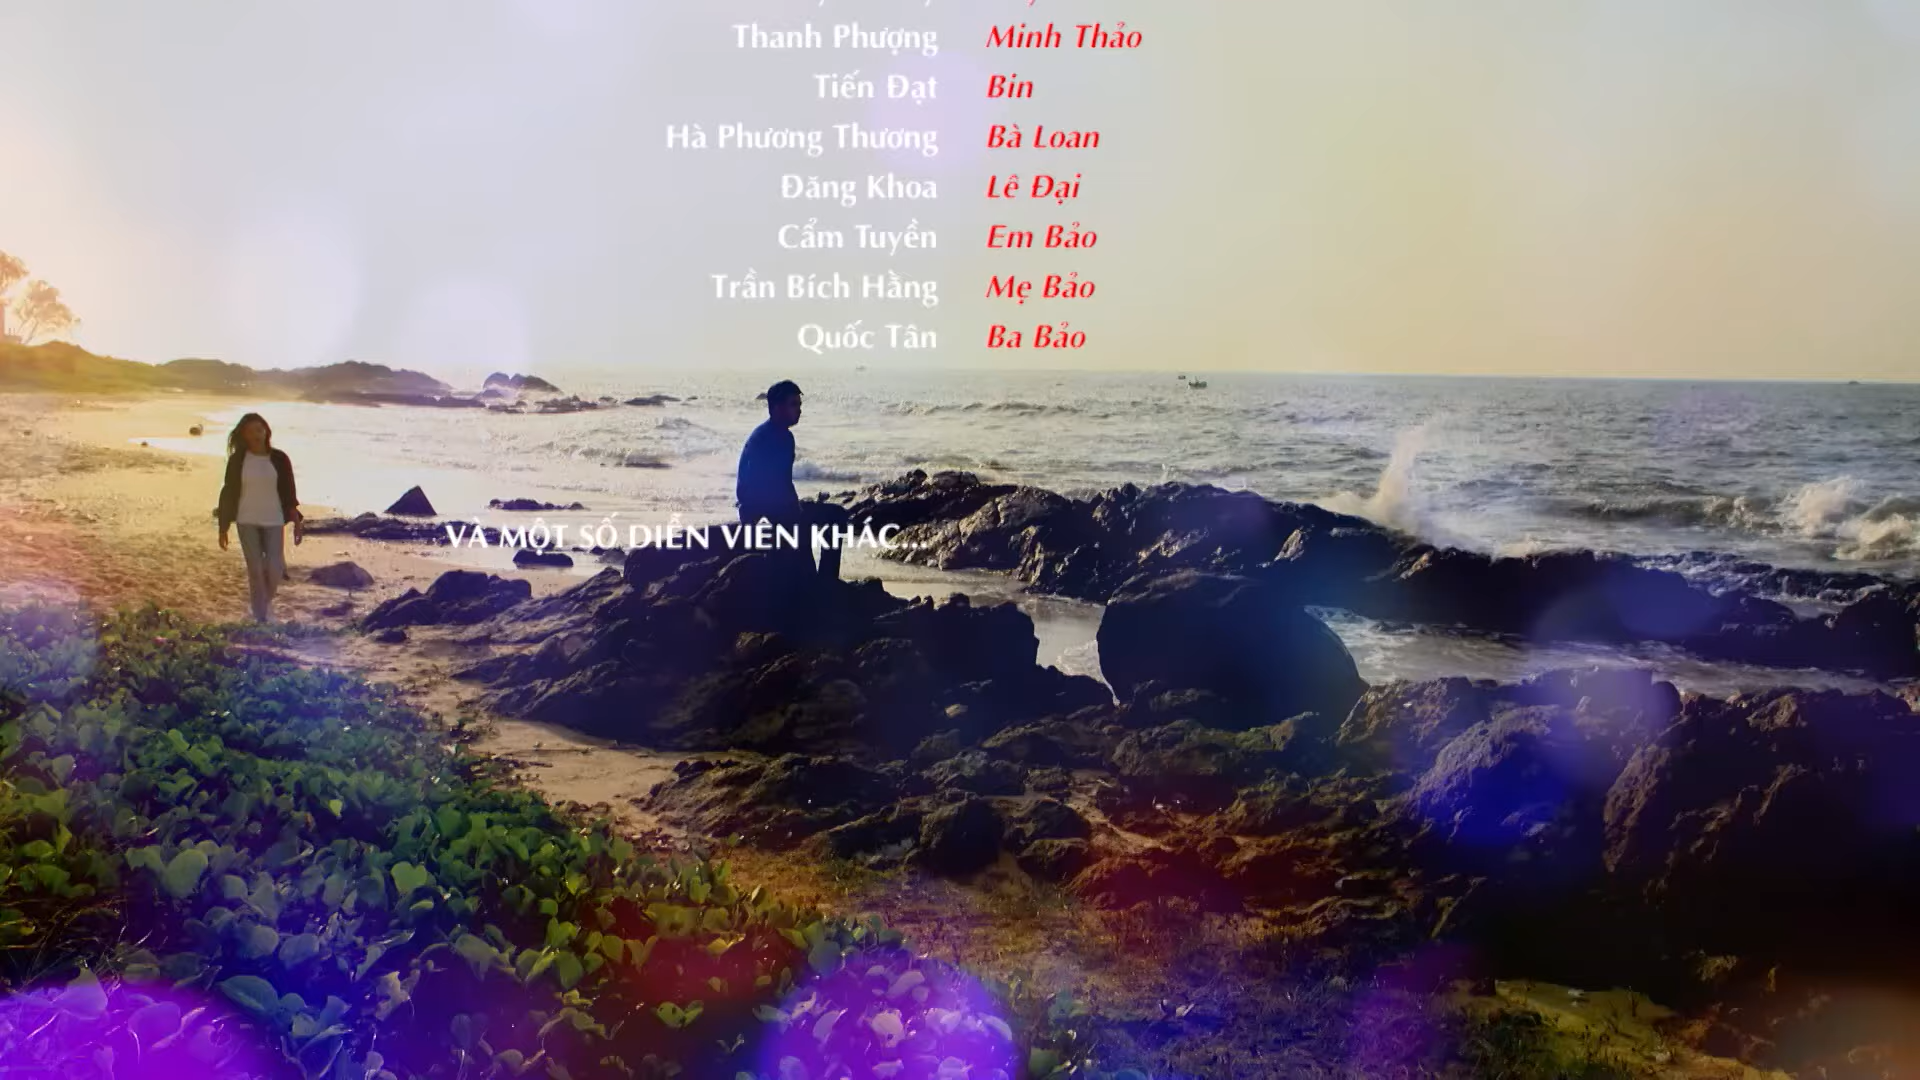 Thanh Phượng Minh Thảo
Tiến Đạt Bin
Hà Phương Thương Bà Loan
Đăng Khoa Lê Đại
Cẩm Tuyền Em Bảo
Trần Bích Hằng Mẹ Bảo
Quốc Tân Ba Bảo
VÀ MỘT SỐ DIỄN VIÊN KHÁC...